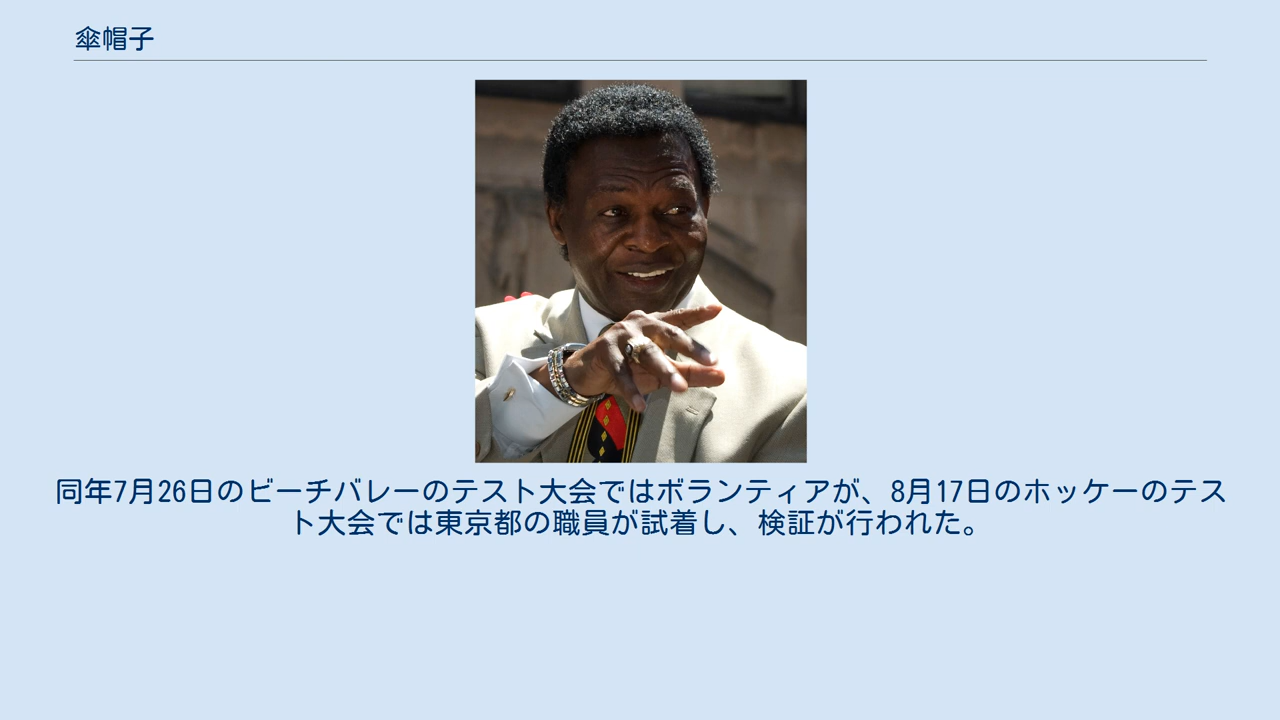 傘帽子
同年7月26日のビーチバレーのテスト大会ではボランティアが、8月17日のホッケーのテス
ト大会では東京都の職員が試着し、検証が行われた。